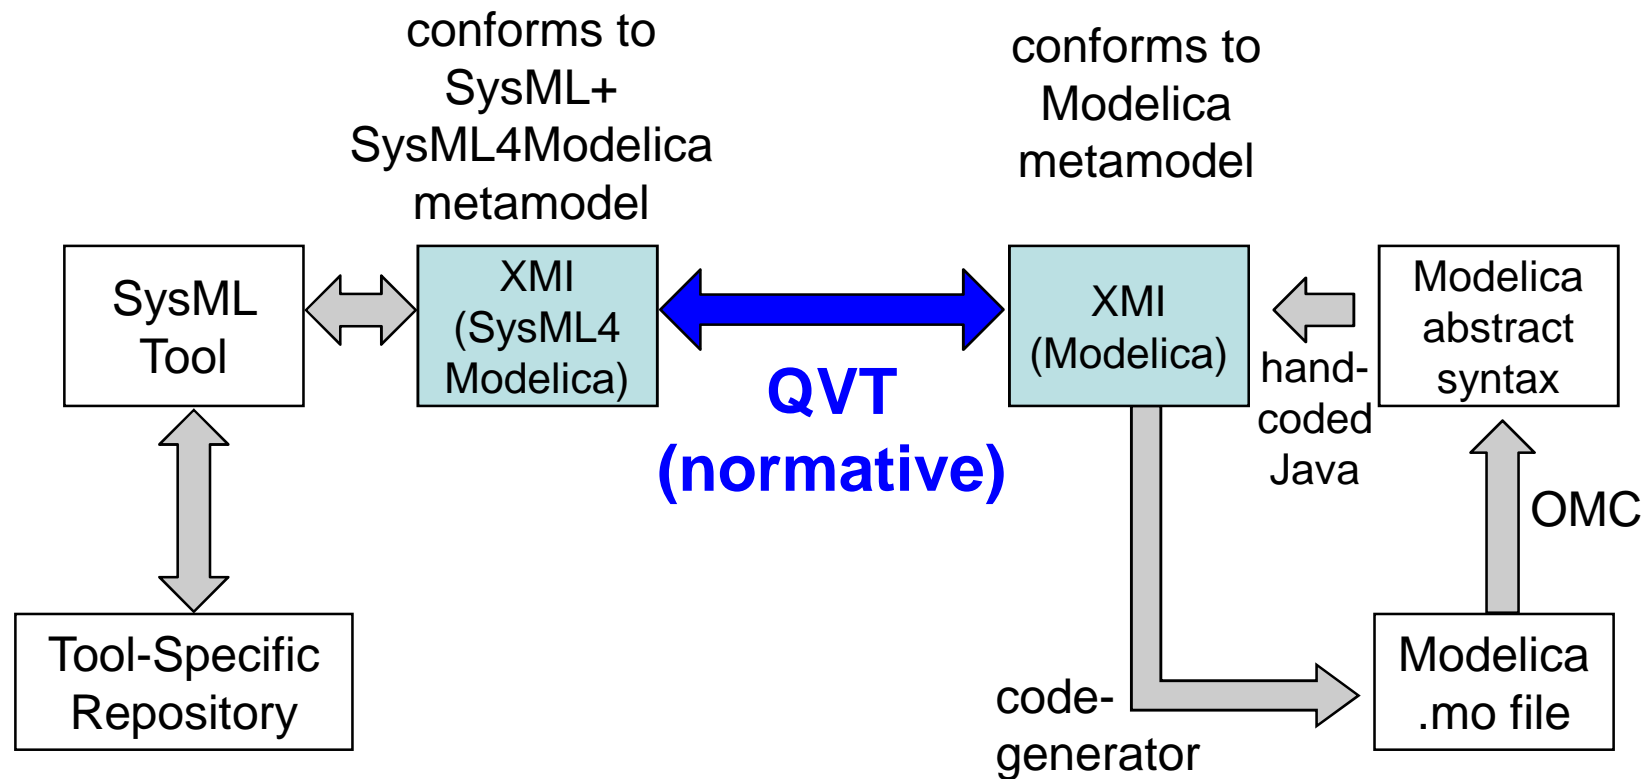 conforms to
SysML+
SysML4Modelica
metamodel
conforms to
Modelica
metamodel
SysML
Tool
XMI
(SysML4
Modelica)
QVT
(normative)
XMI
(Modelica)
hand-
coded
Java
Modelica
abstract
syntax
OMC
Tool-Specific
Repository
code-
generator
Modelica
.mo file